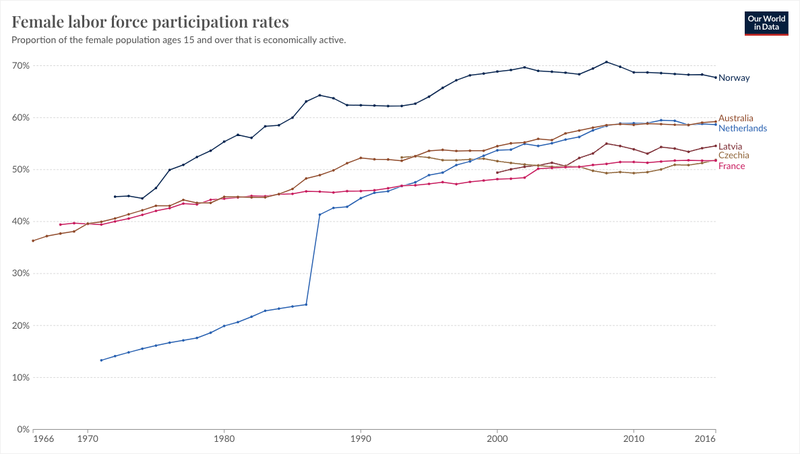 Female labor force participation rates
Proportion of the female population ages 15 and over that is economically active.
Our World
in Data
70%
60%
50%
40%
30%
20%
10%
0%
Norway
Australia
Netherlands
Latvia
Czechia
France
1966
1970
1980
1990
2000
2010
2016